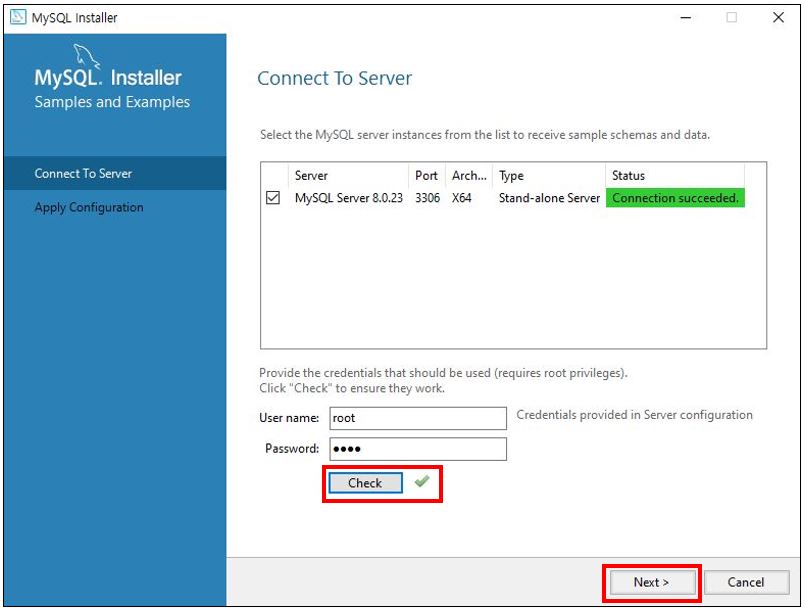 MySQL Installer
MySQL. Installer
Samples and Examples
Connect To Server
Apply Configuration
Connect To Server
Select the MySQL server instances from the list to receive sample schemas and data.
Server Port Arch... Type Status
MySQL Server 8.0.23 3306 X64 Stand-alone Server Connection succeeded.
Provide the credentials that should be used (requires root privileges).
Click "Check" to ensure they work.
User name: root Credentials provided in Server configuration
Password: ●●●●
Check
Next > Cancel